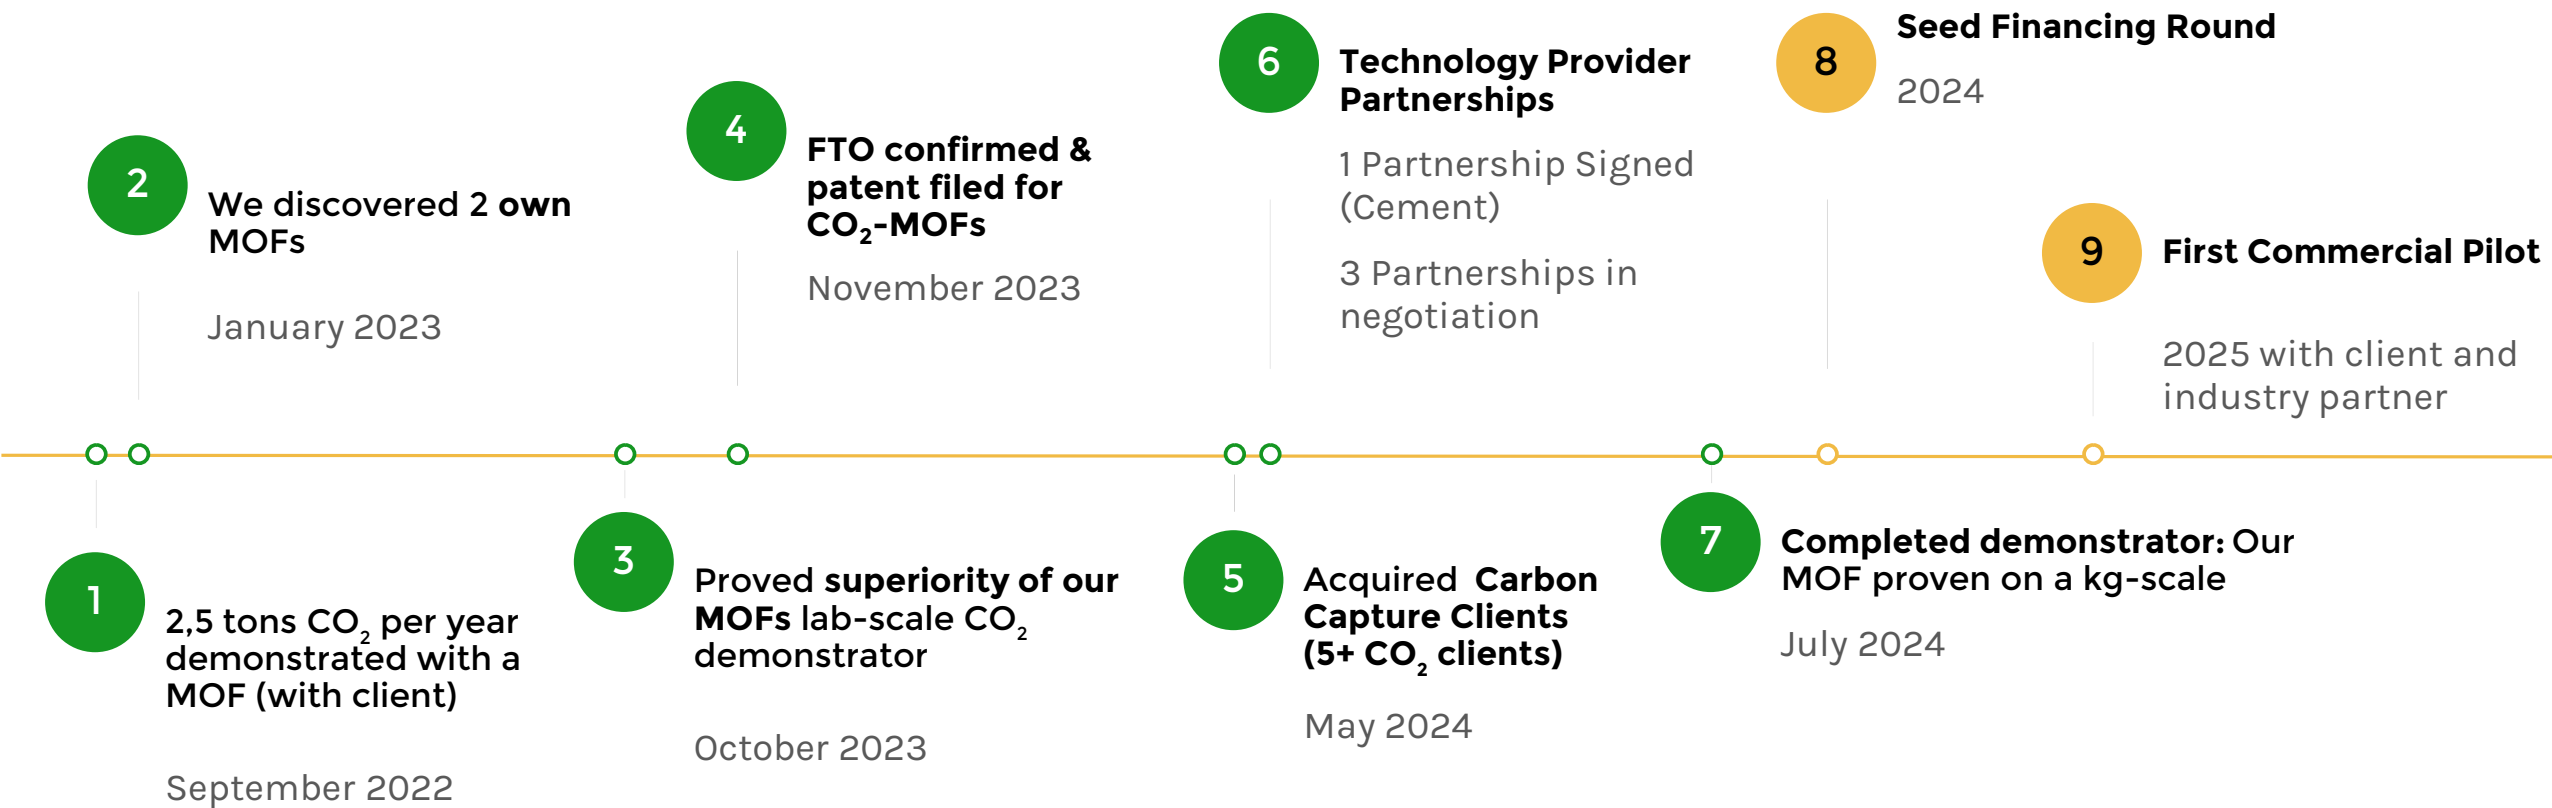 1
2,5 tons CO₂ per year
demonstrated with a
MOF (with client)
September 2022
2
We discovered 2 own
MOFs
January 2023
3
Proved superiority of our
MOFs lab-scale CO₂
demonstrator
October 2023
4
FTO confirmed &
patent filed for
CO₂-MOFs
November 2023
5
Acquired Carbon
Capture Clients
(5+ CO₂ clients)
May 2024
6
Technology Provider
Partnerships
1 Partnership Signed
(Cement)
3 Partnerships in
negotiation
7
Completed demonstrator: Our
MOF proven on a kg-scale
July 2024
8
Seed Financing Round
2024
9
First Commercial Pilot
2025 with client and
industry partner